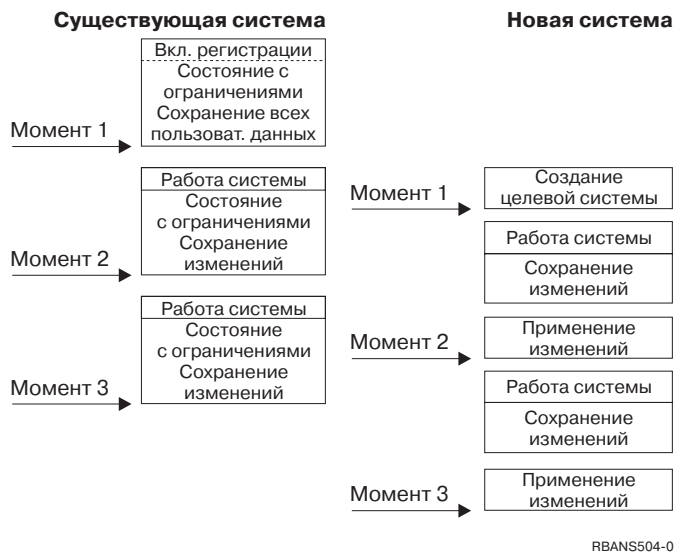 Существующая система
Вкл. регистрации
Состояние с
ограничениями
Сохранение всех
пользоват. данных
Момент 1
Работа системы
Состояние
с ограничениями
Сохранение
изменений
Момент 2
Работа системы
Состояние
с ограничениями
Сохранение
изменений
Момент 3
Новая система
Создание
целевой системы
Момент 1
Работа системы
Сохранение
изменений
Применение
изменений
Момент 2
Работа системы
Сохранение
изменений
Применение
изменений
Момент 3
RBANS504-0